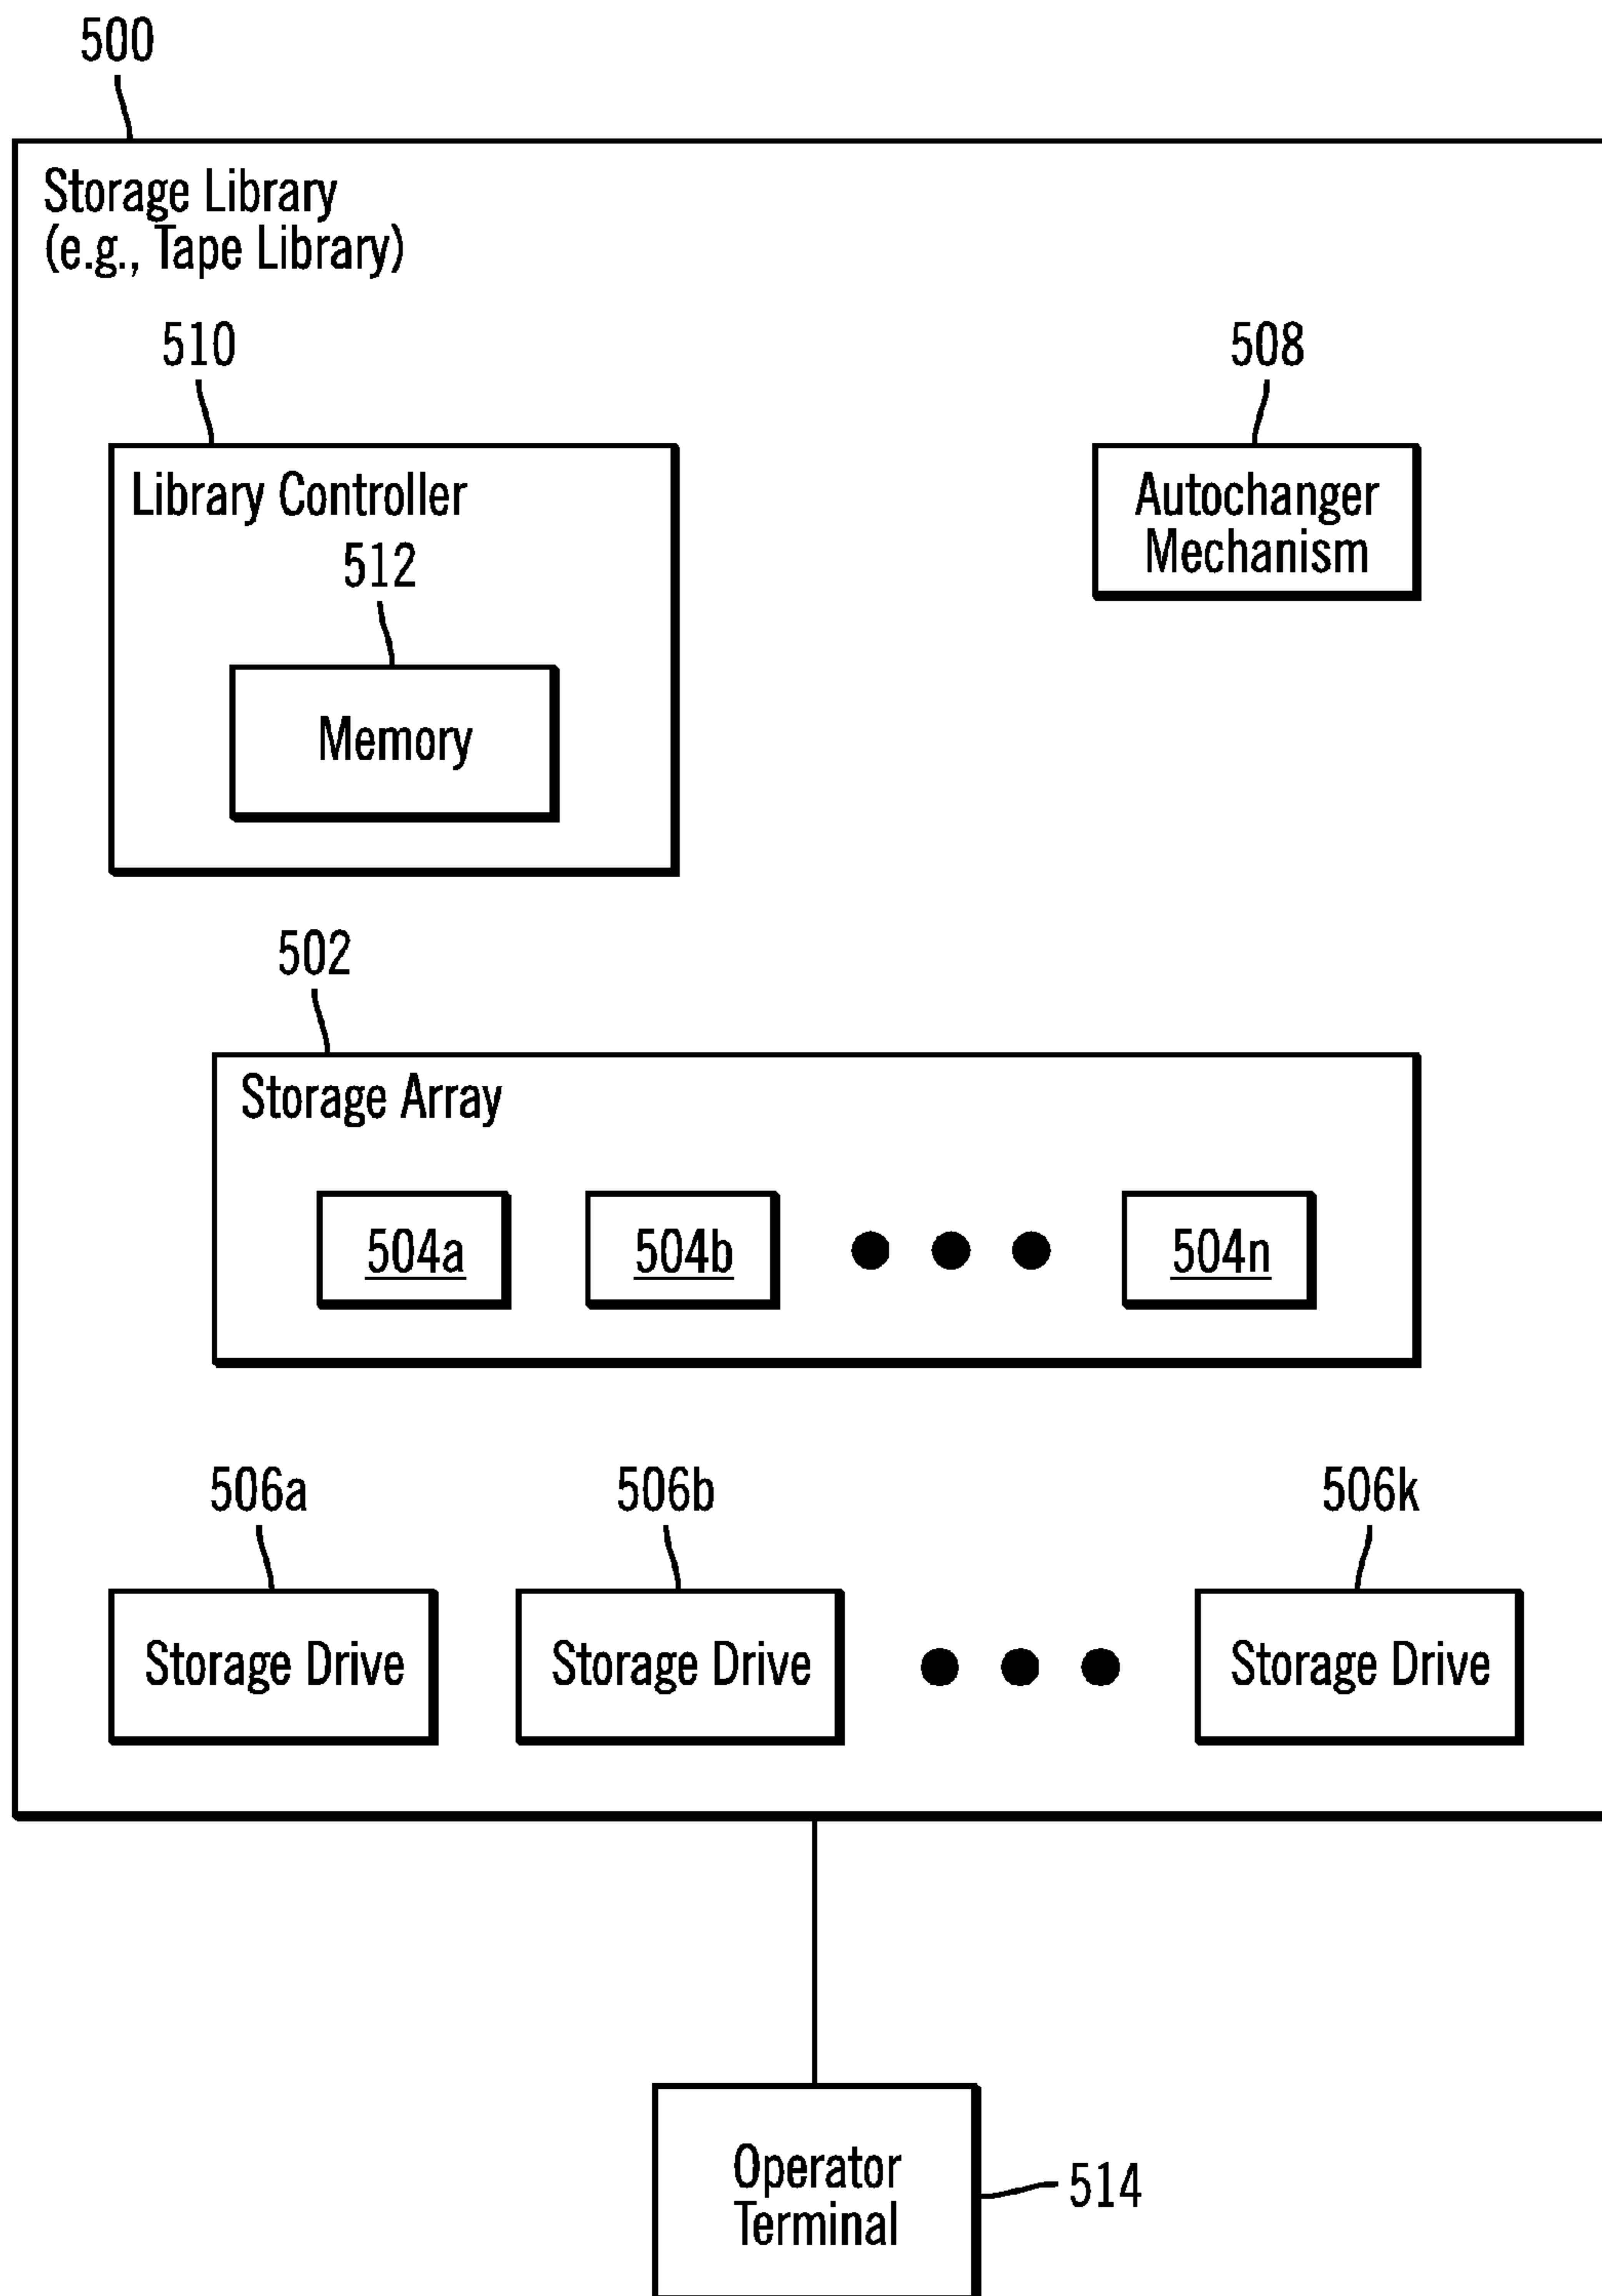 500
Storage Library
(e.g., Tape Library)
510
508
Library Controller
Autochanger
Mechanism
512
Memory
502
Storage Array
504a 504b 504n
506a 506b 506k
Storage Drive Storage Drive Storage Drive
Operator
Terminal
514